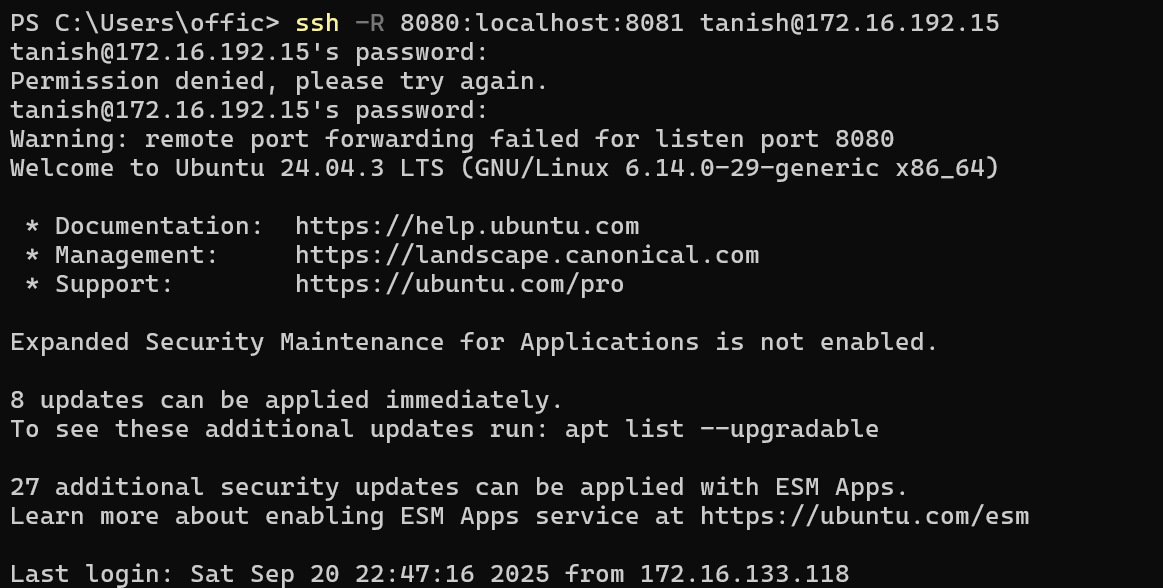 PS C:\Users\offic> ssh -R 8080:localhost:8081 tanish@172.16.192.15
tanish@172.16.192.15's password:
Permission denied, please try again.
tanish@172.16.192.15's password:
Warning: remote port forwarding failed for listen port 8080
Welcome to Ubuntu 24.04.3 LTS (GNU/Linux 6.14.0-29-generic x86_64)

 * Documentation:  https://help.ubuntu.com
 * Management:     https://landscape.canonical.com
 * Support:        https://ubuntu.com/pro

Expanded Security Maintenance for Applications is not enabled.

8 updates can be applied immediately.
To see these additional updates run: apt list --upgradable

27 additional security updates can be applied with ESM Apps.
Learn more about enabling ESM Apps service at https://ubuntu.com/esm

Last login: Sat Sep 20 22:47:16 2025 from 172.16.133.118